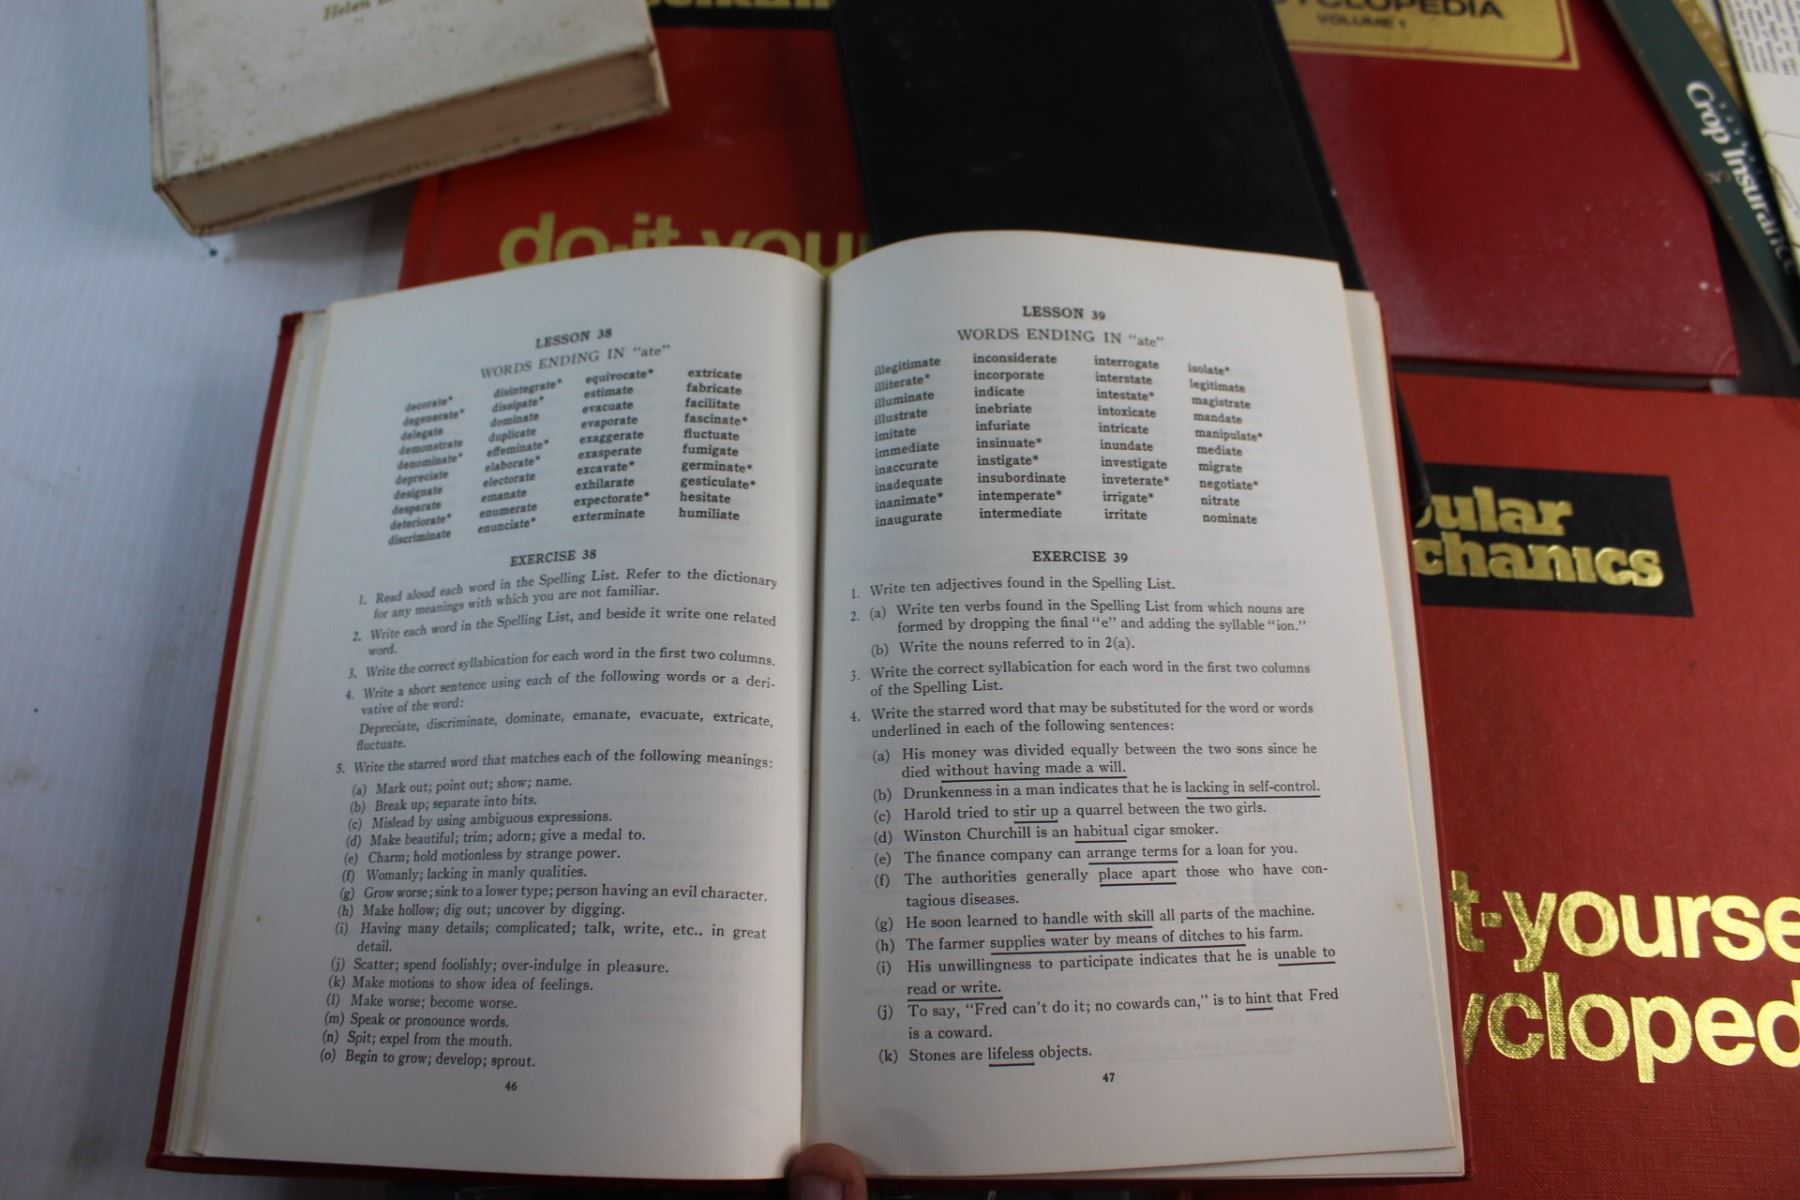 Helen
CYCLOPEDIA
VOLUME 1
Crop Insurance
do-it-your
LESSON 38
WORDS ENDING IN "ate"
decorate*
degenerate*
delegate
demonstrate
denominate*
depreciate
designate
desperate
deteriorate*
discriminate
disintegrate*
dissipate*
dominate
duplicate
effeminate*
elaborate*
electorate
emanate
enumerate
enunciate*
equivocate*
estimate
evacuate
evaporate
exaggerate
exasperate
excavate*
exhilarate
expectorate*
exterminate
extricate
fabricate
facilitate
fascinate*
fluctuate
fumigate
germinate*
gesticulate*
hesitate
humiliate
EXERCISE 38
1. Read aloud each word in the Spelling List. Refer to the dictionary
for any meanings with which you are not familiar.
2. Write each word in the Spelling List, and beside it write one related
word.
3. Write the correct syllabication for each word in the first two columns.
4. Write a short sentence using each of the following words or a deri-
vative of the word:
Depreciate, discriminate, dominate, emanate, evacuate, extricate,
fluctuate.
5. Write the starred word that matches each of the following meanings:
(a) Mark out; point out; show; name.
(b) Break up; separate into bits.
(c) Mislead by using ambiguous expressions.
(d) Make beautiful; trim; adorn; give a medal to.
(e) Charm; hold motionless by strange power.
(f) Womanly; lacking in manly qualities.
(g) Grow worse; sink to a lower type; person having an evil character.
(h) Make hollow; dig out; uncover by digging.
(i) Having many details; complicated; talk, write, etc.. in great
detail.
(j) Scatter; spend foolishly; over-indulge in pleasure.
(k) Make motions to show idea of feelings.
(l) Make worse; become worse.
(m) Speak or pronounce words.
(n) Spit; expel from the mouth.
(o) Begin to grow; develop; sprout.
46
LESSON 39
WORDS ENDING IN "ate"
illegitimate
illiterate*
illuminate
illustrate
imitate
immediate
inaccurate
inadequate
inanimate*
inaugurate
inconsiderate
incorporate
indicate
inebriate
infuriate
insinuate*
instigate*
insubordinate
intemperate*
intermediate
interrogate
interstate
intestate*
intoxicate
intricate
inundate
investigate
inveterate*
irrigate*
irritate
isolate*
legitimate
magistrate
mandate
manipulate*
mediate
migrate
negotiate*
nitrate
nominate
EXERCISE 39
1. Write ten adjectives found in the Spelling List.
2. (a) Write ten verbs found in the Spelling List from which nouns are
formed by dropping the final "e" and adding the syllable "ion."
(b) Write the nouns referred to in 2(a).
3. Write the correct syllabication for each word in the first two columns
of the Spelling List.
4. Write the starred word that may be substituted for the word or words
underlined in each of the following sentences:
(a) His money was divided equally between the two sons since he
died without having made a will.
(b) Drunkenness in a man indicates that he is lacking in self-control.
(c) Harold tried to stir up a quarrel between the two girls.
(d) Winston Churchill is an habitual cigar smoker.
(e) The finance company can arrange terms for a loan for you.
(f) The authorities generally place apart those who have con-
tagious diseases.
(g) He soon learned to handle with skill all parts of the machine.
(h) The farmer supplies water by means of ditches to his farm.
(i) His unwillingness to participate indicates that he is unable to
read or write.
(j) To say, "Fred can't do it; no cowards can," is to hint that Fred
is a coward.
(k) Stones are lifeless objects.
47
pular
chanics
t-yourse
ycloped